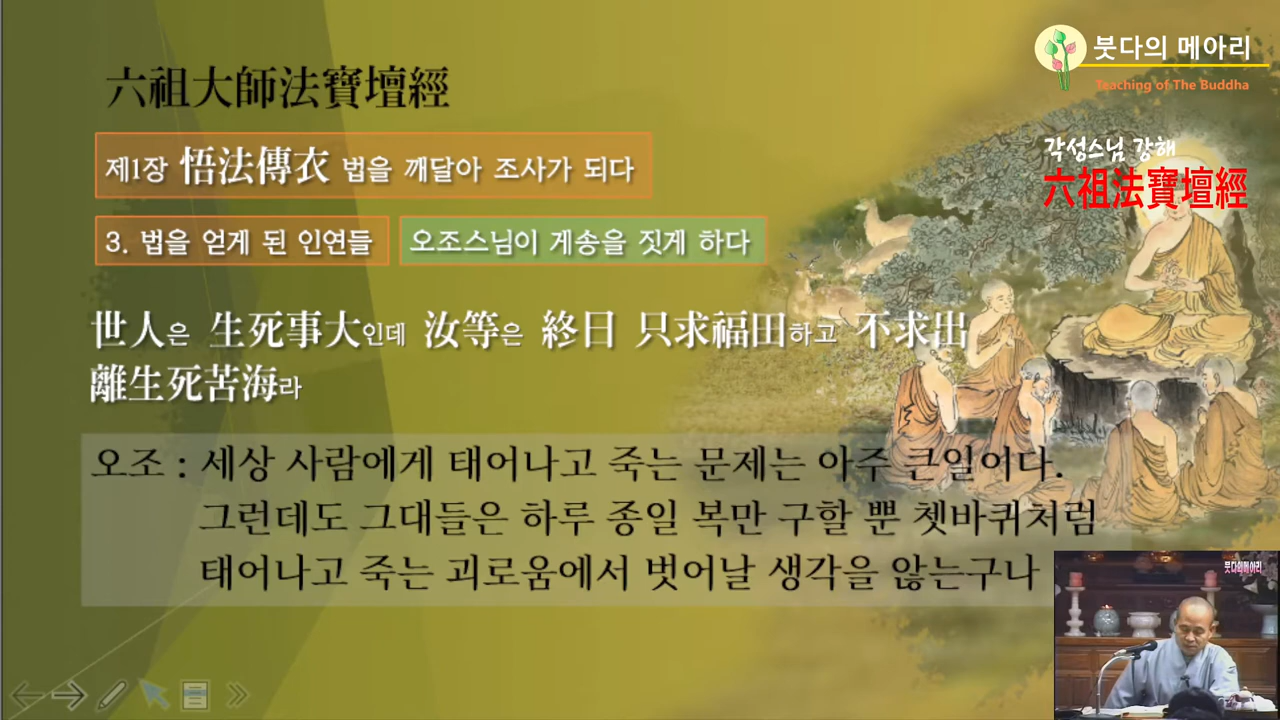 六祖大師法寶壇經
붓다의 메아리
Teaching of The Buddha
각성스님 강해
六祖法寶壇經
제1장 悟法傳衣 법을 깨달아 조사가 되다
3. 법을 얻게 된 인연들
오조스님이 게송을 짓게 하다
世人은 生死事大인데 汝等은 終日 只求福田하고 不求出
離生死苦海라
오조 : 세상 사람에게 태어나고 죽는 문제는 아주 큰일이다.
그런데도 그대들은 하루 종일 복만 구할 뿐 쳇바퀴처럼
태어나고 죽는 괴로움에서 벗어날 생각을 않는구나
붓다의메아리